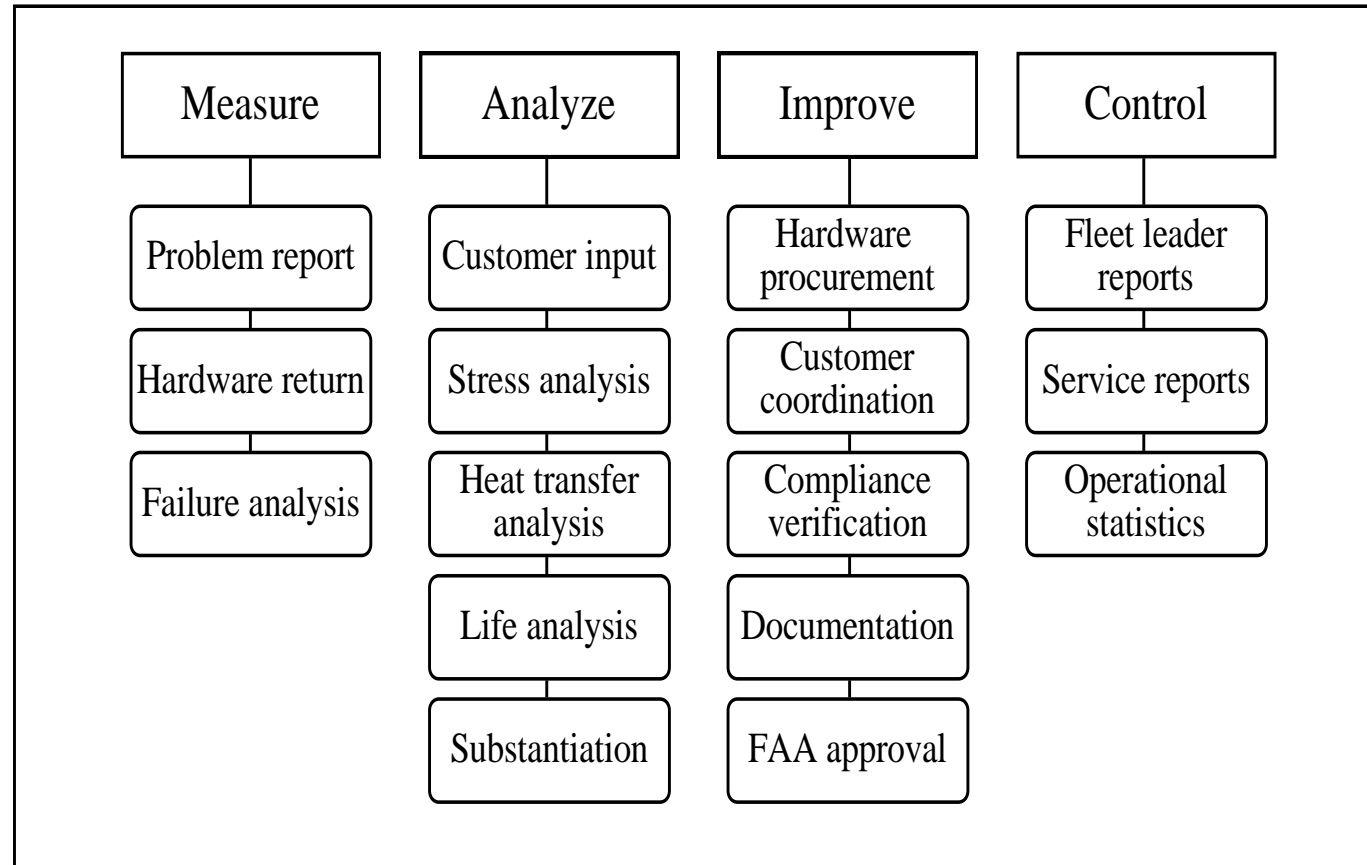 Measure
Problem report
Hardware return
Failure analysis
Analyze
Customer input
Stress analysis
Heat transfer
analysis
Life analysis
Substantiation
Improve
Hardware
procurement
Customer
coordination
Compliance
verification
Documentation
FAA approval
Control
Fleet leader
reports
Service reports
Operational
statistics